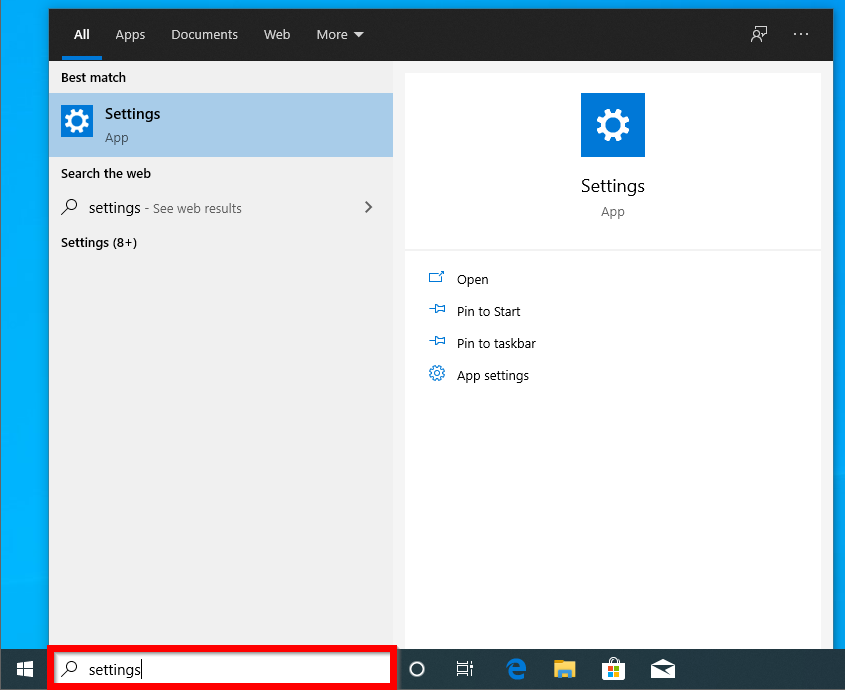 All Apps Documents Web More
Best match
Settings
App
Search the web
settings - See web results
Settings (8+)
Settings
App
Open
Pin to Start
Pin to taskbar
App settings
settings